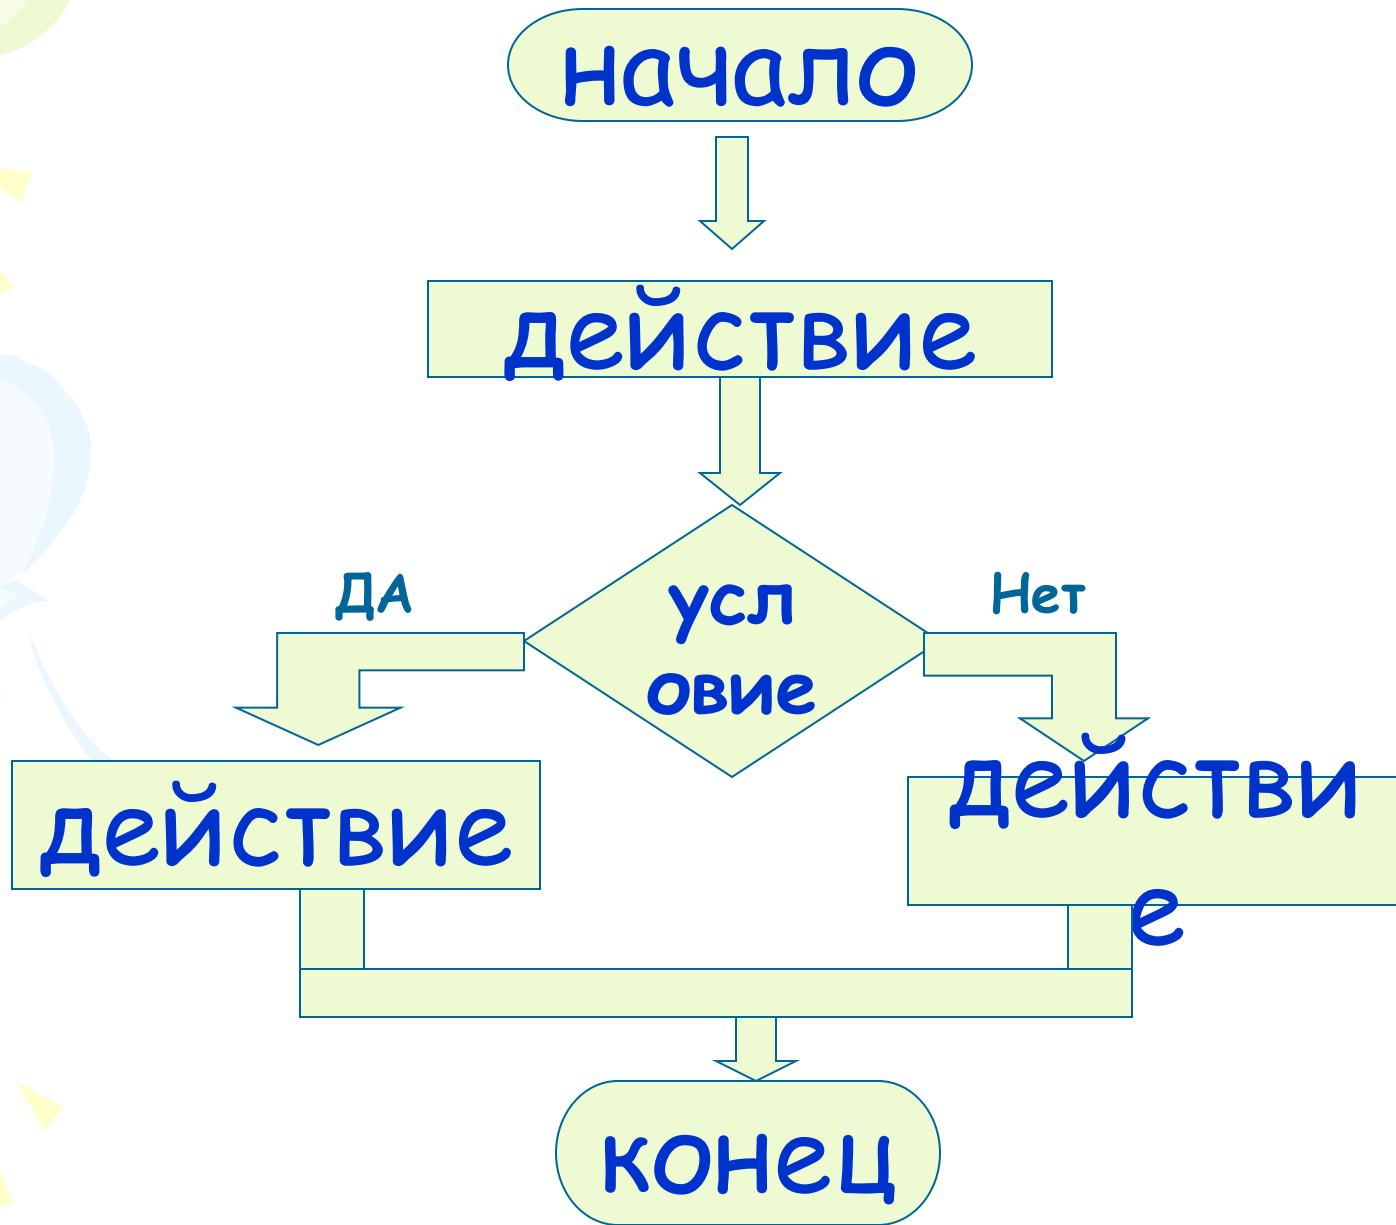 начало
действие
усл
овие
ДА
Нет
действие
действи
е
конец